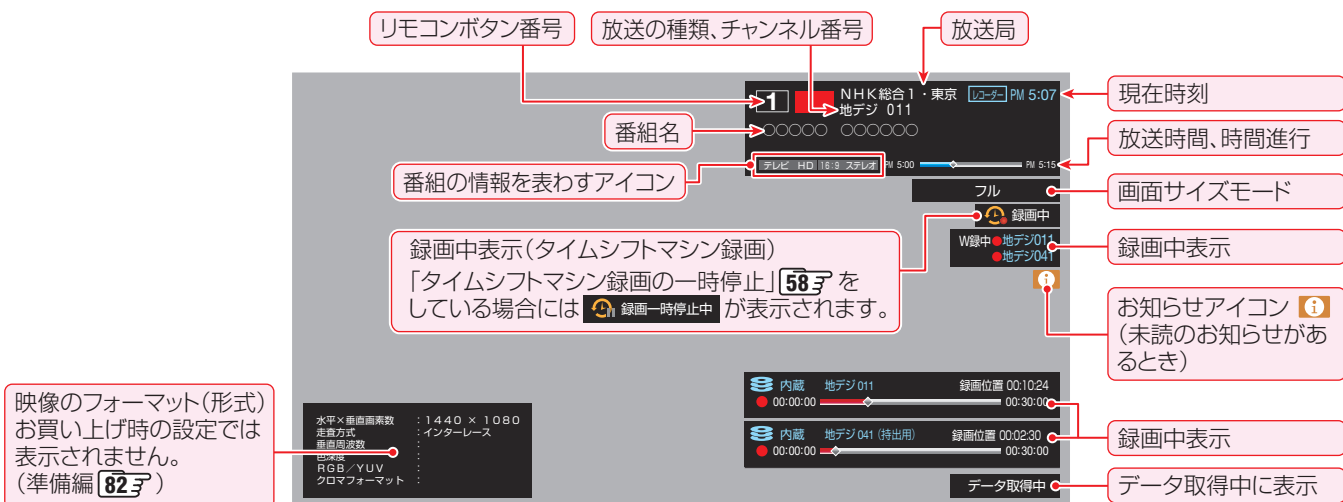 リモコンボタン番号
放送の種類、チャンネル番号
放送局
1
NHK総合1・東京
レコーダー PM 5:07
地デジ 011
現在時刻
番組名
○○○○○ ○○○○○○
放送時間、時間進行
番組の情報を表わすアイコン
テレビ HD 16:9 ステレオ PM 5:00 PM 5:15
フル
画面サイズモード
録画中
録画中表示(タイムシフトマシン録画)
「タイムシフトマシン録画の一時停止」58 を
している場合には 録画一時停止中 が表示されます。
W録中●地デジ011
●地デジ041
録画中表示
お知らせアイコン
(未読のお知らせがあ
るとき)
内蔵 地デジ 011 録画位置 00:10:24
00:00:00 00:30:00
内蔵 地デジ 041 (持出用) 録画位置 00:02:30
00:00:00 00:30:00
録画中表示
データ取得中
データ取得中に表示
映像のフォーマット(形式)
お買い上げ時の設定では
表示されません。
(準備編 82 )
水平×垂直画素数 :1440 × 1080
走査方式 :インターレース
垂直周波数 :
色深度 :
RGB/YUV :
クロマフォーマット :